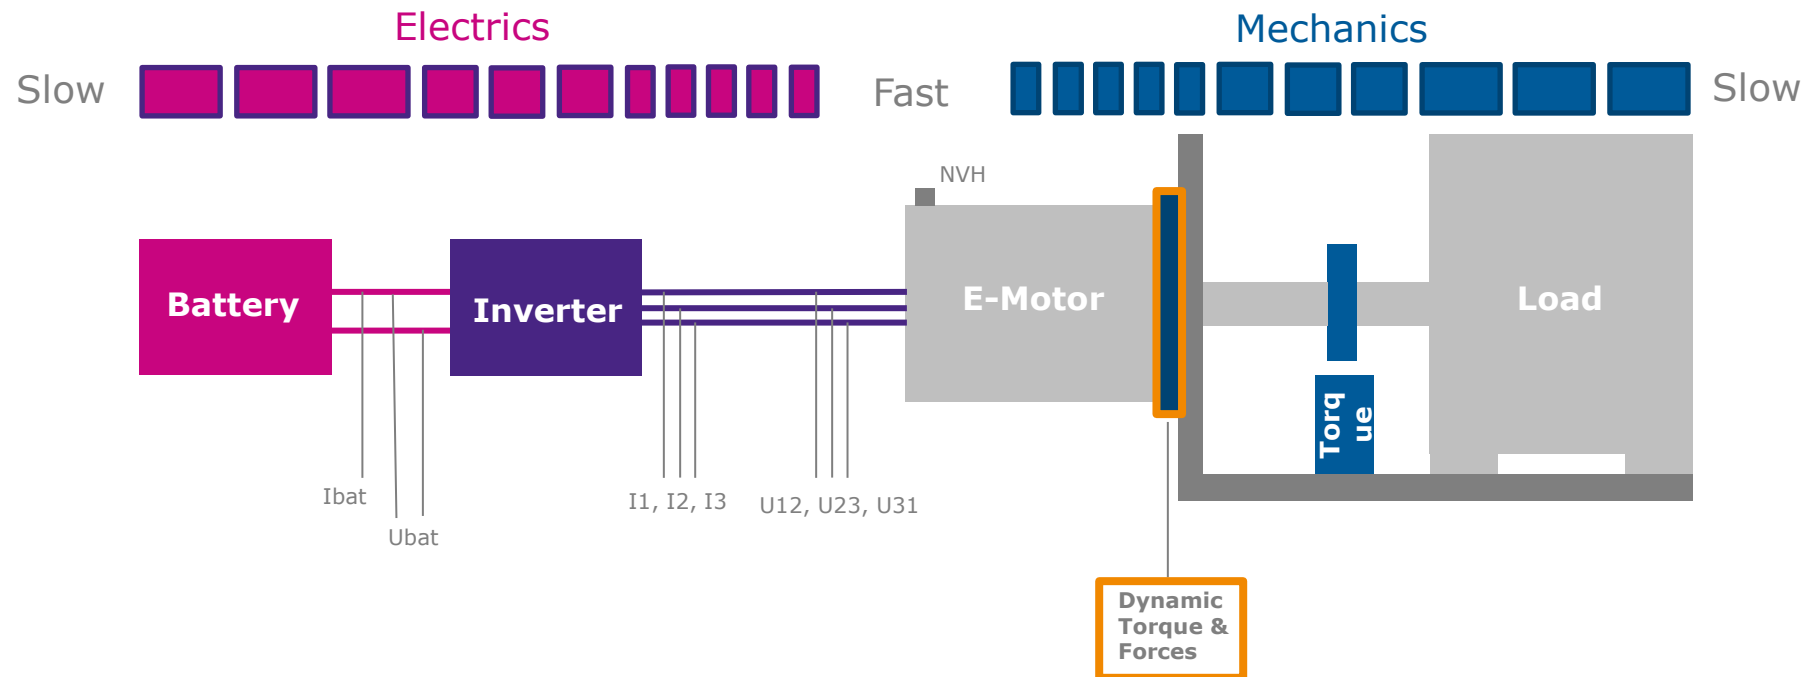 Electrics
Mechanics
Slow
Fast
Slow
NVH
Battery
Inverter
E-Motor
Load
Torq
ue
Ibat
I1, I2, I3
U12, U23, U31
Ubat
Dynamic
Torque &
Forces